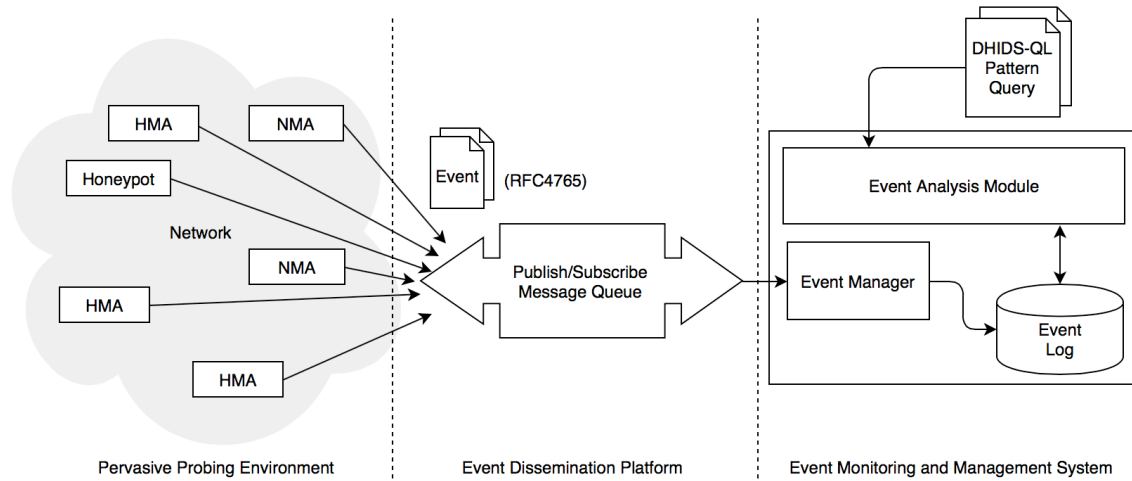 HMA
NMA
Honeypot
Network
NMA
HMA
HMA
Pervasive Probing Environment
Event
(RFC4765)
Publish/Subscribe
Message Queue
Event Dissemination Platform
DHIDS-QL
Pattern
Query
Event Analysis Module
Event Manager
Event
Log
Event Monitoring and Management System